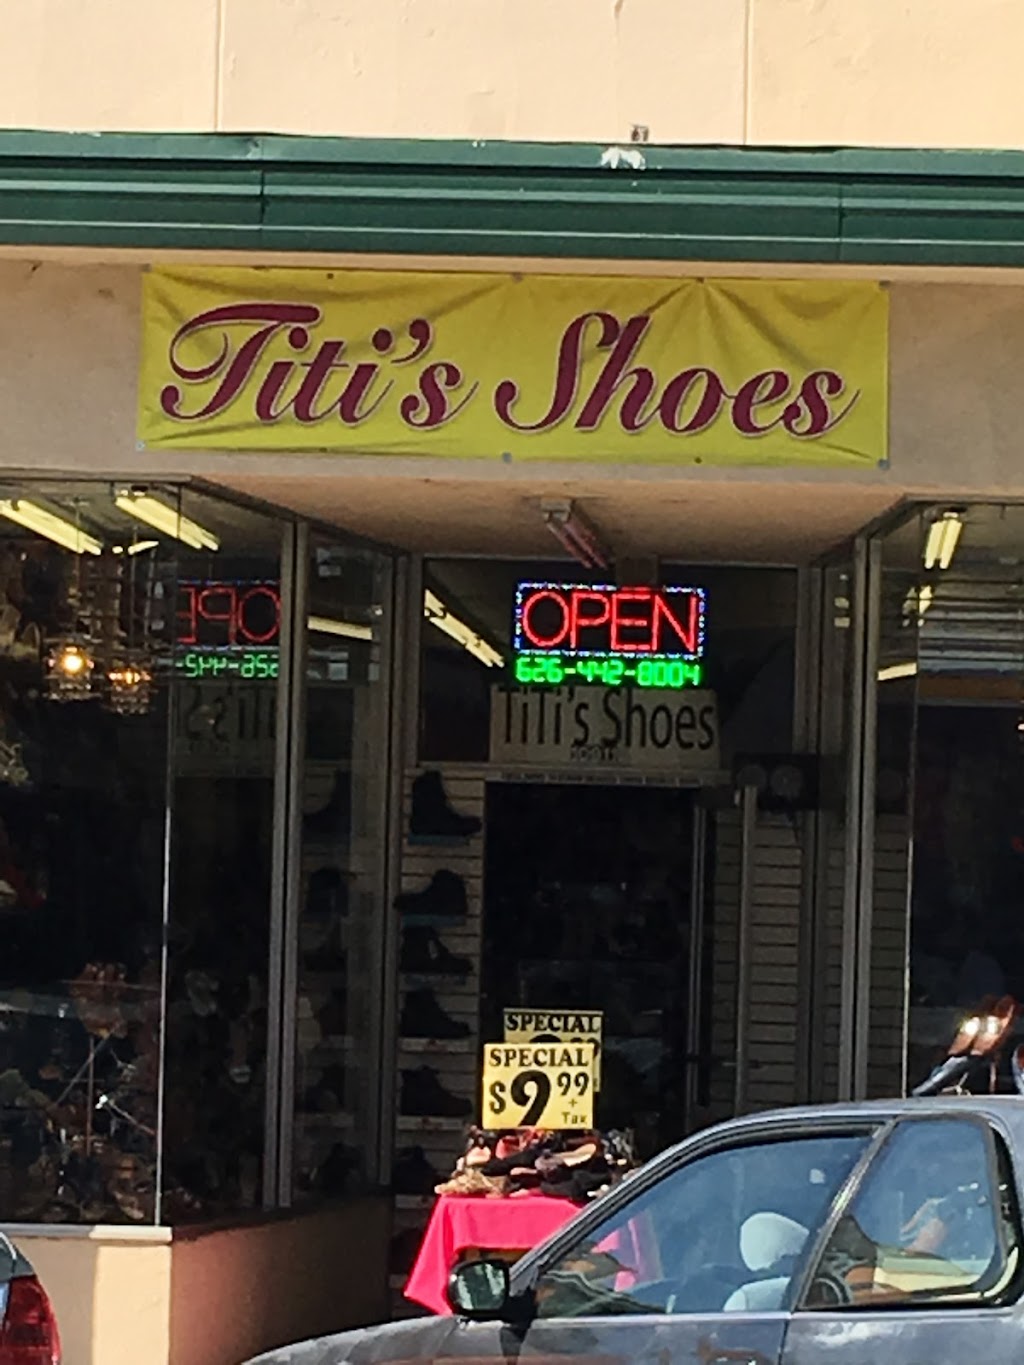 Titi's Shoes
OPEN
626-442-8004
TiTi's Shoes
SPECIAL
SPECIAL
$9.99
+
Tax